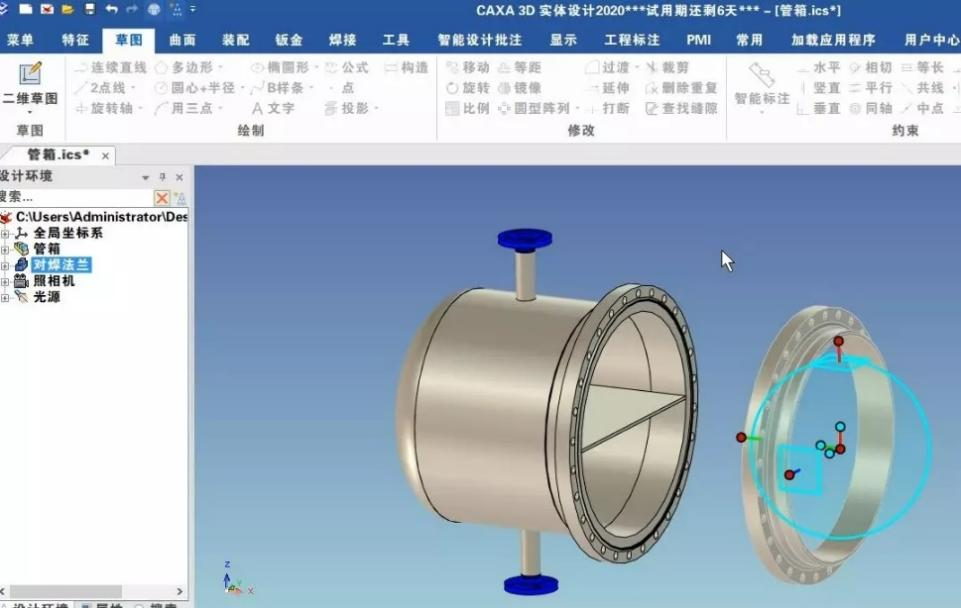 CAXA 3D 实体设计2020***试用期还剩6天*** – [管箱.ics*]
菜单 特征 草图 曲面 装配 钣金 焊接 工具 智能设计批注 显示 工程标注 PMI 常用 加载应用程序 用户中心
连续直线 多边形 椭圆形 公式 构造 移动 等距 过渡 裁剪 水平 相切 等长
2点线 圆心+半径 B样条 点 旋转 镜像 延伸 删除重复 竖直 平行 共线
二维草图 智能标注
旋转轴 用三点 A 文字 投影 比例 圆型阵列 打断 查找缝隙 垂直 同轴 中点
草图 绘制 修改 约束
管箱.ics* ×
设计环境
搜索...
C:\Users\Administrator\Des
全局坐标系
管箱
对焊法兰
照相机
光源
Z
Y
X
设计环境 属性 搜索